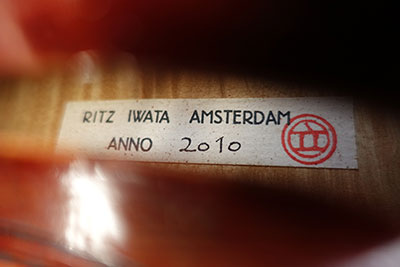 RITZ IWATA AMSTERDAM
ANNO 2010